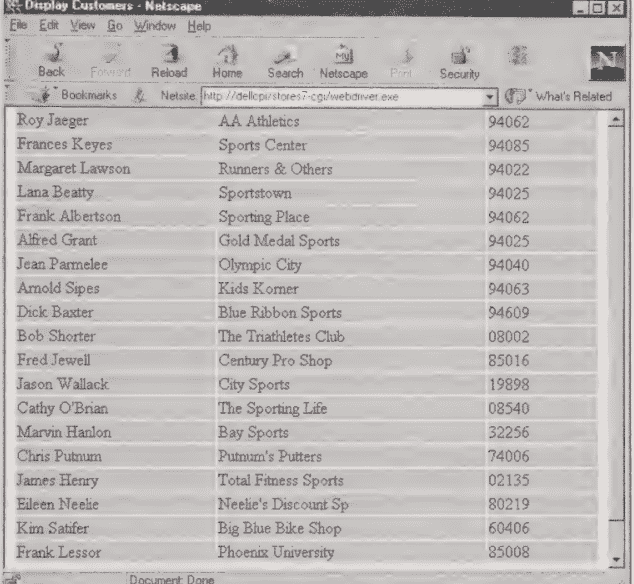 Display Customers - Netscape
File Edit View Go Window Help
My
N
Back Forward Reload Home Search Netscape Print Security
Bookmarks Netsite http://dellcpi/stores7-cgi/webdriver.exe What's Related
Roy Jaeger AA Athletics 94062
Frances Keyes Sports Center 94085
Margaret Lawson Runners & Others 94022
Lana Beatty Sportstown 94025
Frank Albertson Sporting Place 94062
Alfred Grant Gold Medal Sports 94025
Jean Parmelee Olympic City 94040
Arnold Sipes Kids Korner 94063
Dick Baxter Blue Ribbon Sports 94609
Bob Shorter The Triathletes Club 08002
Fred Jewell Century Pro Shop 85016
Jason Wallack City Sports 19898
Cathy O'Brian The Sporting Life 08540
Marvin Hanlon Bay Sports 32256
Chris Putnum Putnum's Putters 74006
James Henry Total Fitness Sports 02135
Eileen Neelie Neelie's Discount Sp 80219
Kim Satifer Big Blue Bike Shop 60406
Frank Lessor Phoenix University 85008
Document: Done